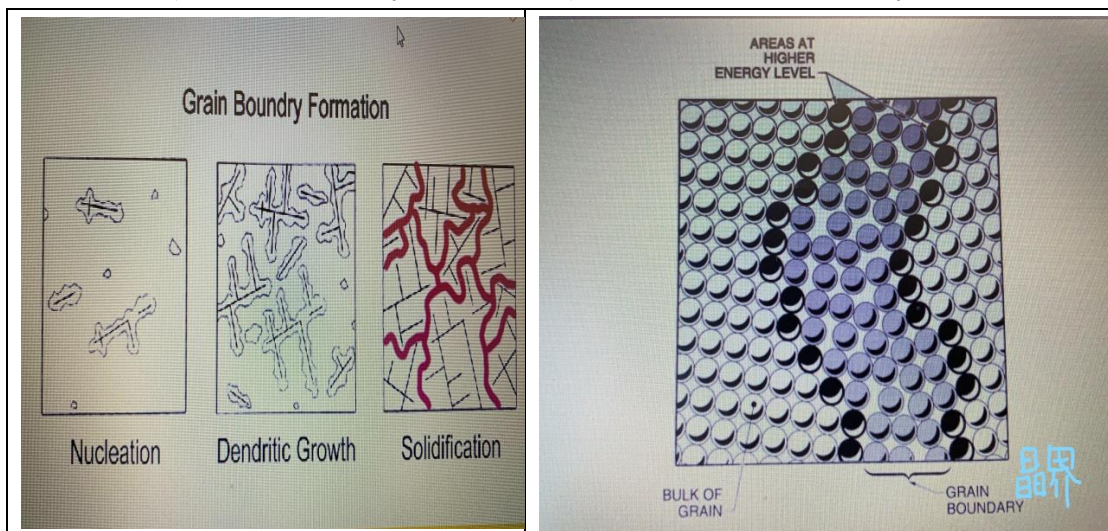 Grain Boundry Formation
Nucleation
Dendritic Growth
Solidification
AREAS AT
HIGHER
ENERGY LEVEL
BULK OF
GRAIN
GRAIN
BOUNDARY
晶界